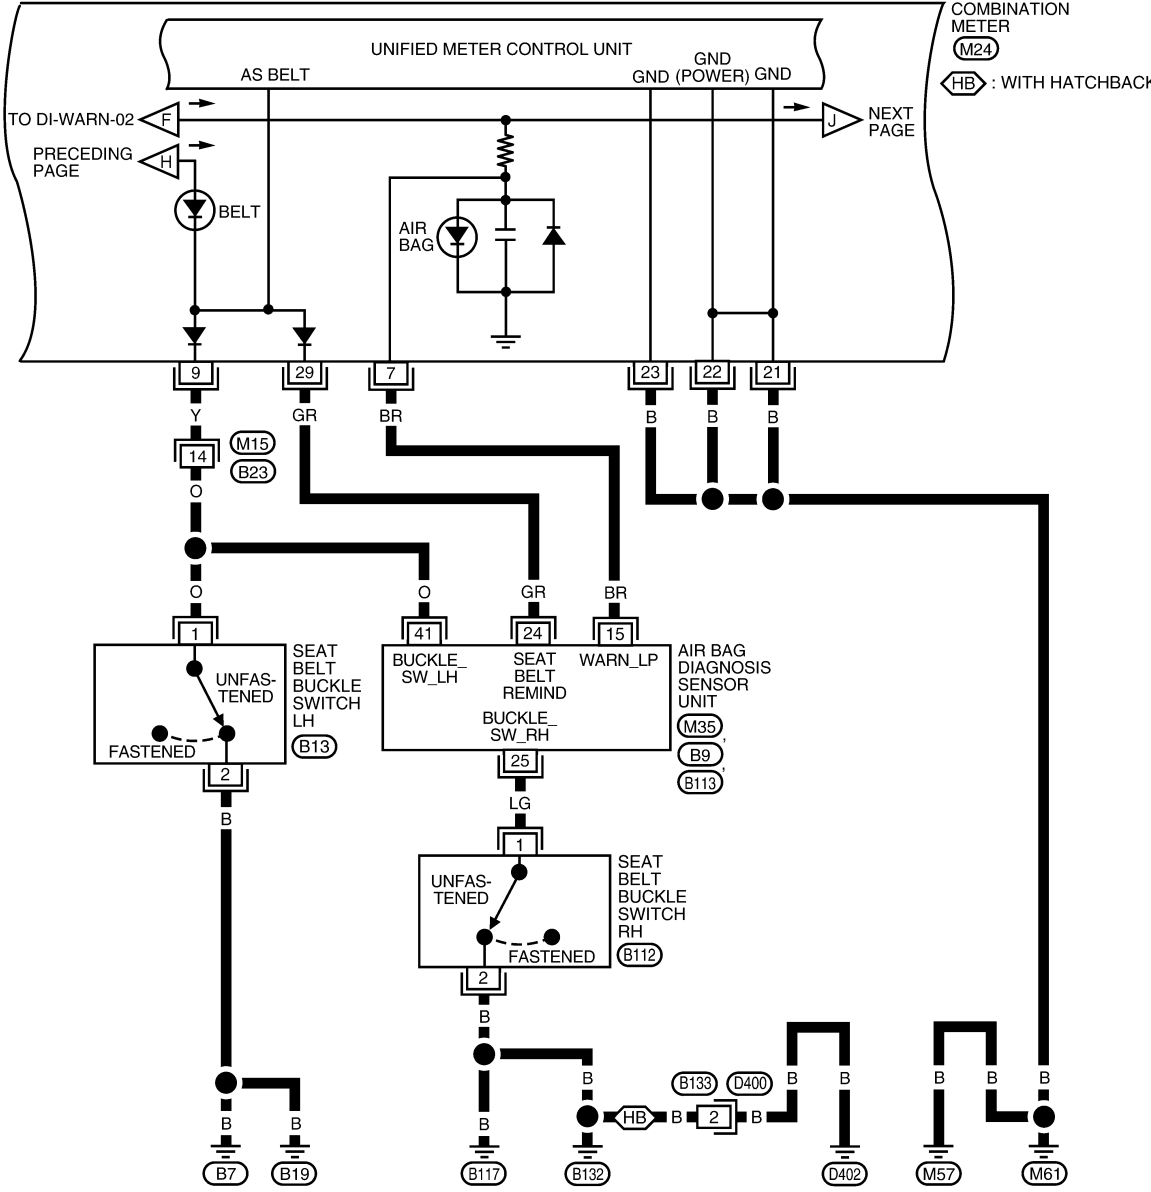 COMBINATION
METER
M24
HB : WITH HATCHBACK
UNIFIED METER CONTROL UNIT
AS BELT
GND
GND
(POWER)
GND
TO DI-WARN-02
F
J
NEXT
PAGE
PRECEDING
PAGE
H
BELT
AIR
BAG
9
29
7
23
22
21
Y
GR
BR
B
B
B
14
M15
B23
O
O
O
GR
BR
1
41
24
15
SEAT
BELT
BUCKLE
SWITCH
LH
B13
UNFAS-
TENED
FASTENED
2
BUCKLE_
SW_LH
SEAT
BELT
REMIND
WARN_LP
BUCKLE_
SW_RH
AIR BAG
DIAGNOSIS
SENSOR
UNIT
M35 ,
B9 ,
B113
25
B
LG
1
UNFAS-
TENED
FASTENED
SEAT
BELT
BUCKLE
SWITCH
RH
B112
2
B
B
B
B
B
B
B
B133
D400
HB
B
2
B
B
B
B
B7
B19
B117
B132
D402
M57
M61